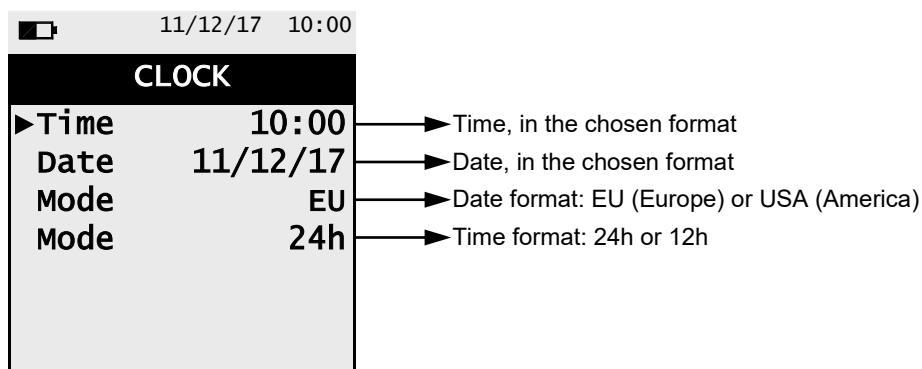 11/12/17 10:00
CLOCK
►Time 10:00 Time, in the chosen format
Date 11/12/17 Date, in the chosen format
Mode EU Date format: EU (Europe) or USA (America)
Mode 24h Time format: 24h or 12h